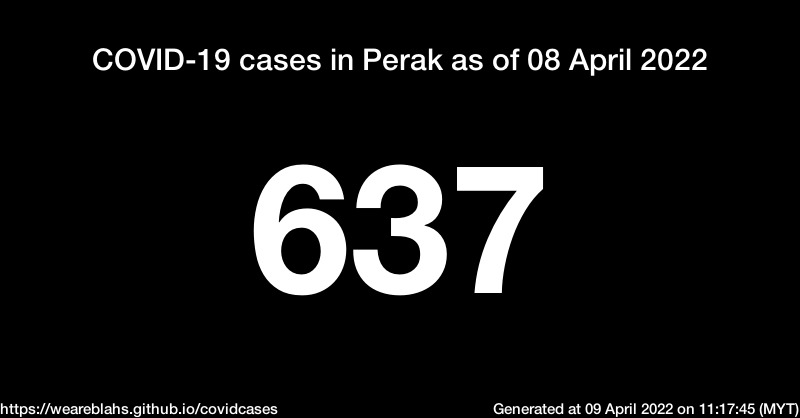 COVID-19 cases in Perak as of 08 April 2022
637
https://weareblahs.github.io/covidcases
Generated at 09 April 2022 on 11:17:45 (MYT)